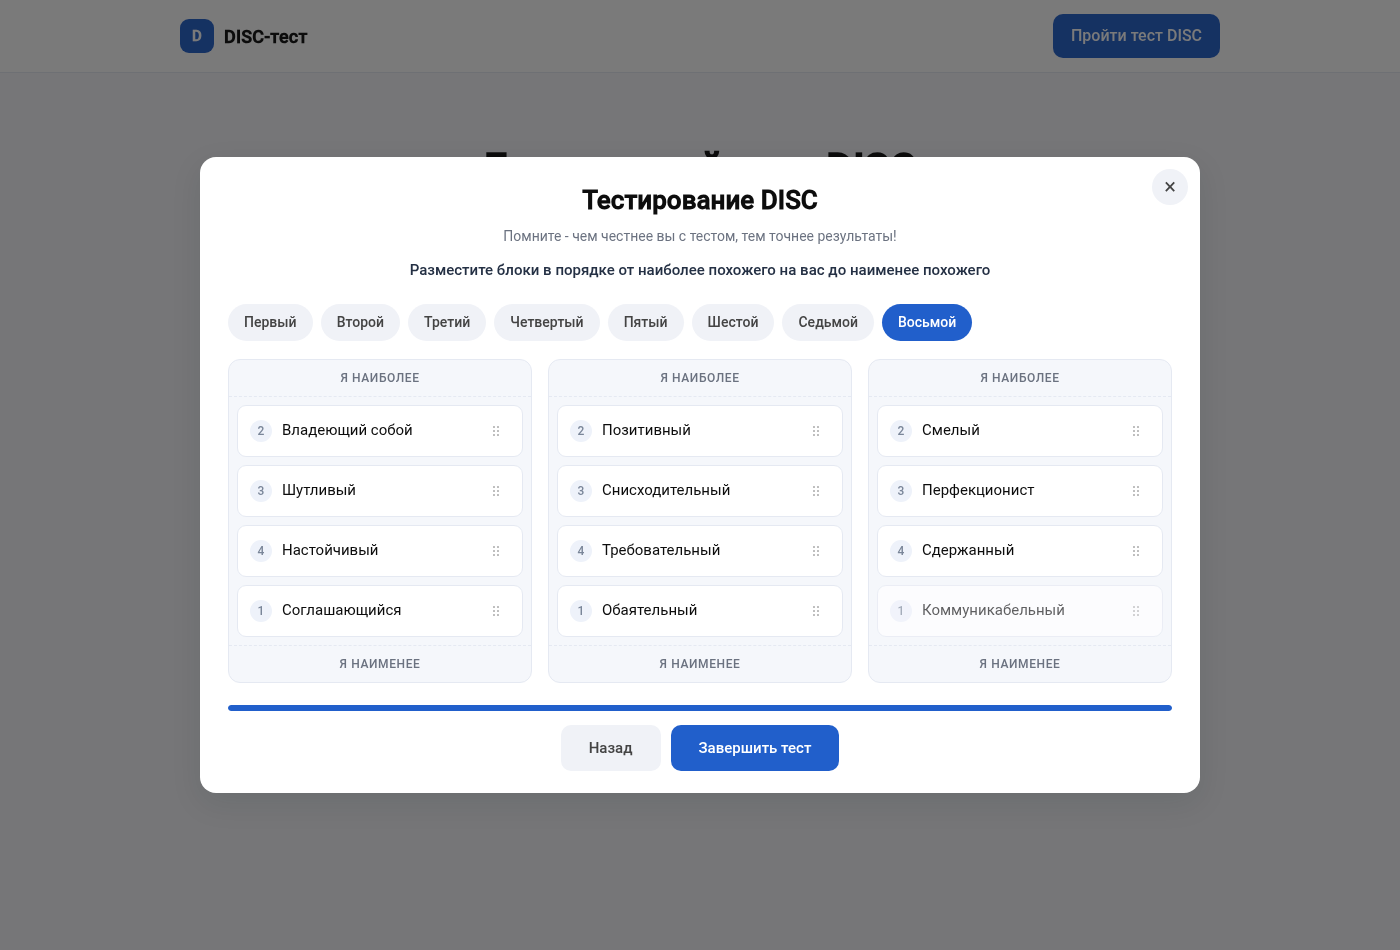 D DISC-тест
Пройти тест DISC
Тестирование DISC
×
Помните - чем честнее вы с тестом, тем точнее результаты!
Разместите блоки в порядке от наиболее похожего на вас до наименее похожего
Первый Второй Третий Четвертый Пятый Шестой Седьмой Восьмой
Я НАИБОЛЕЕ
2 Владеющий собой
3 Шутливый
4 Настойчивый
1 Соглашающийся
Я НАИМЕНЕЕ
Я НАИБОЛЕЕ
2 Позитивный
3 Снисходительный
4 Требовательный
1 Обаятельный
Я НАИМЕНЕЕ
Я НАИБОЛЕЕ
2 Смелый
3 Перфекционист
4 Сдержанный
1 Коммуникабельный
Я НАИМЕНЕЕ
Назад
Завершить тест